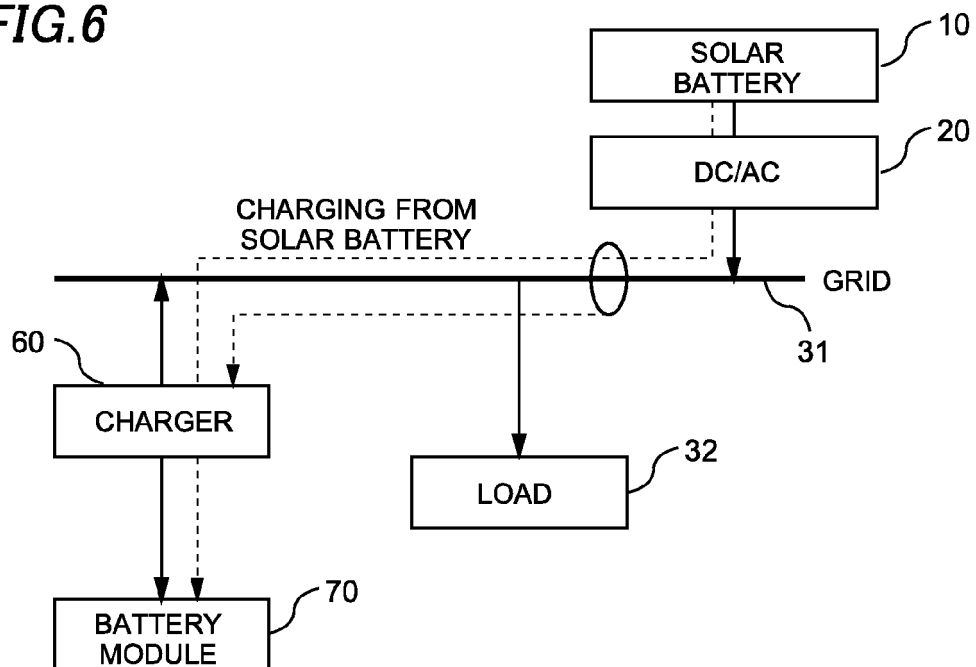 FIG.6
10
SOLAR
BATTERY
20
DC/AC
CHARGING FROM
SOLAR BATTERY
GRID
31
60
CHARGER
32
LOAD
70
BATTERY
MODULE